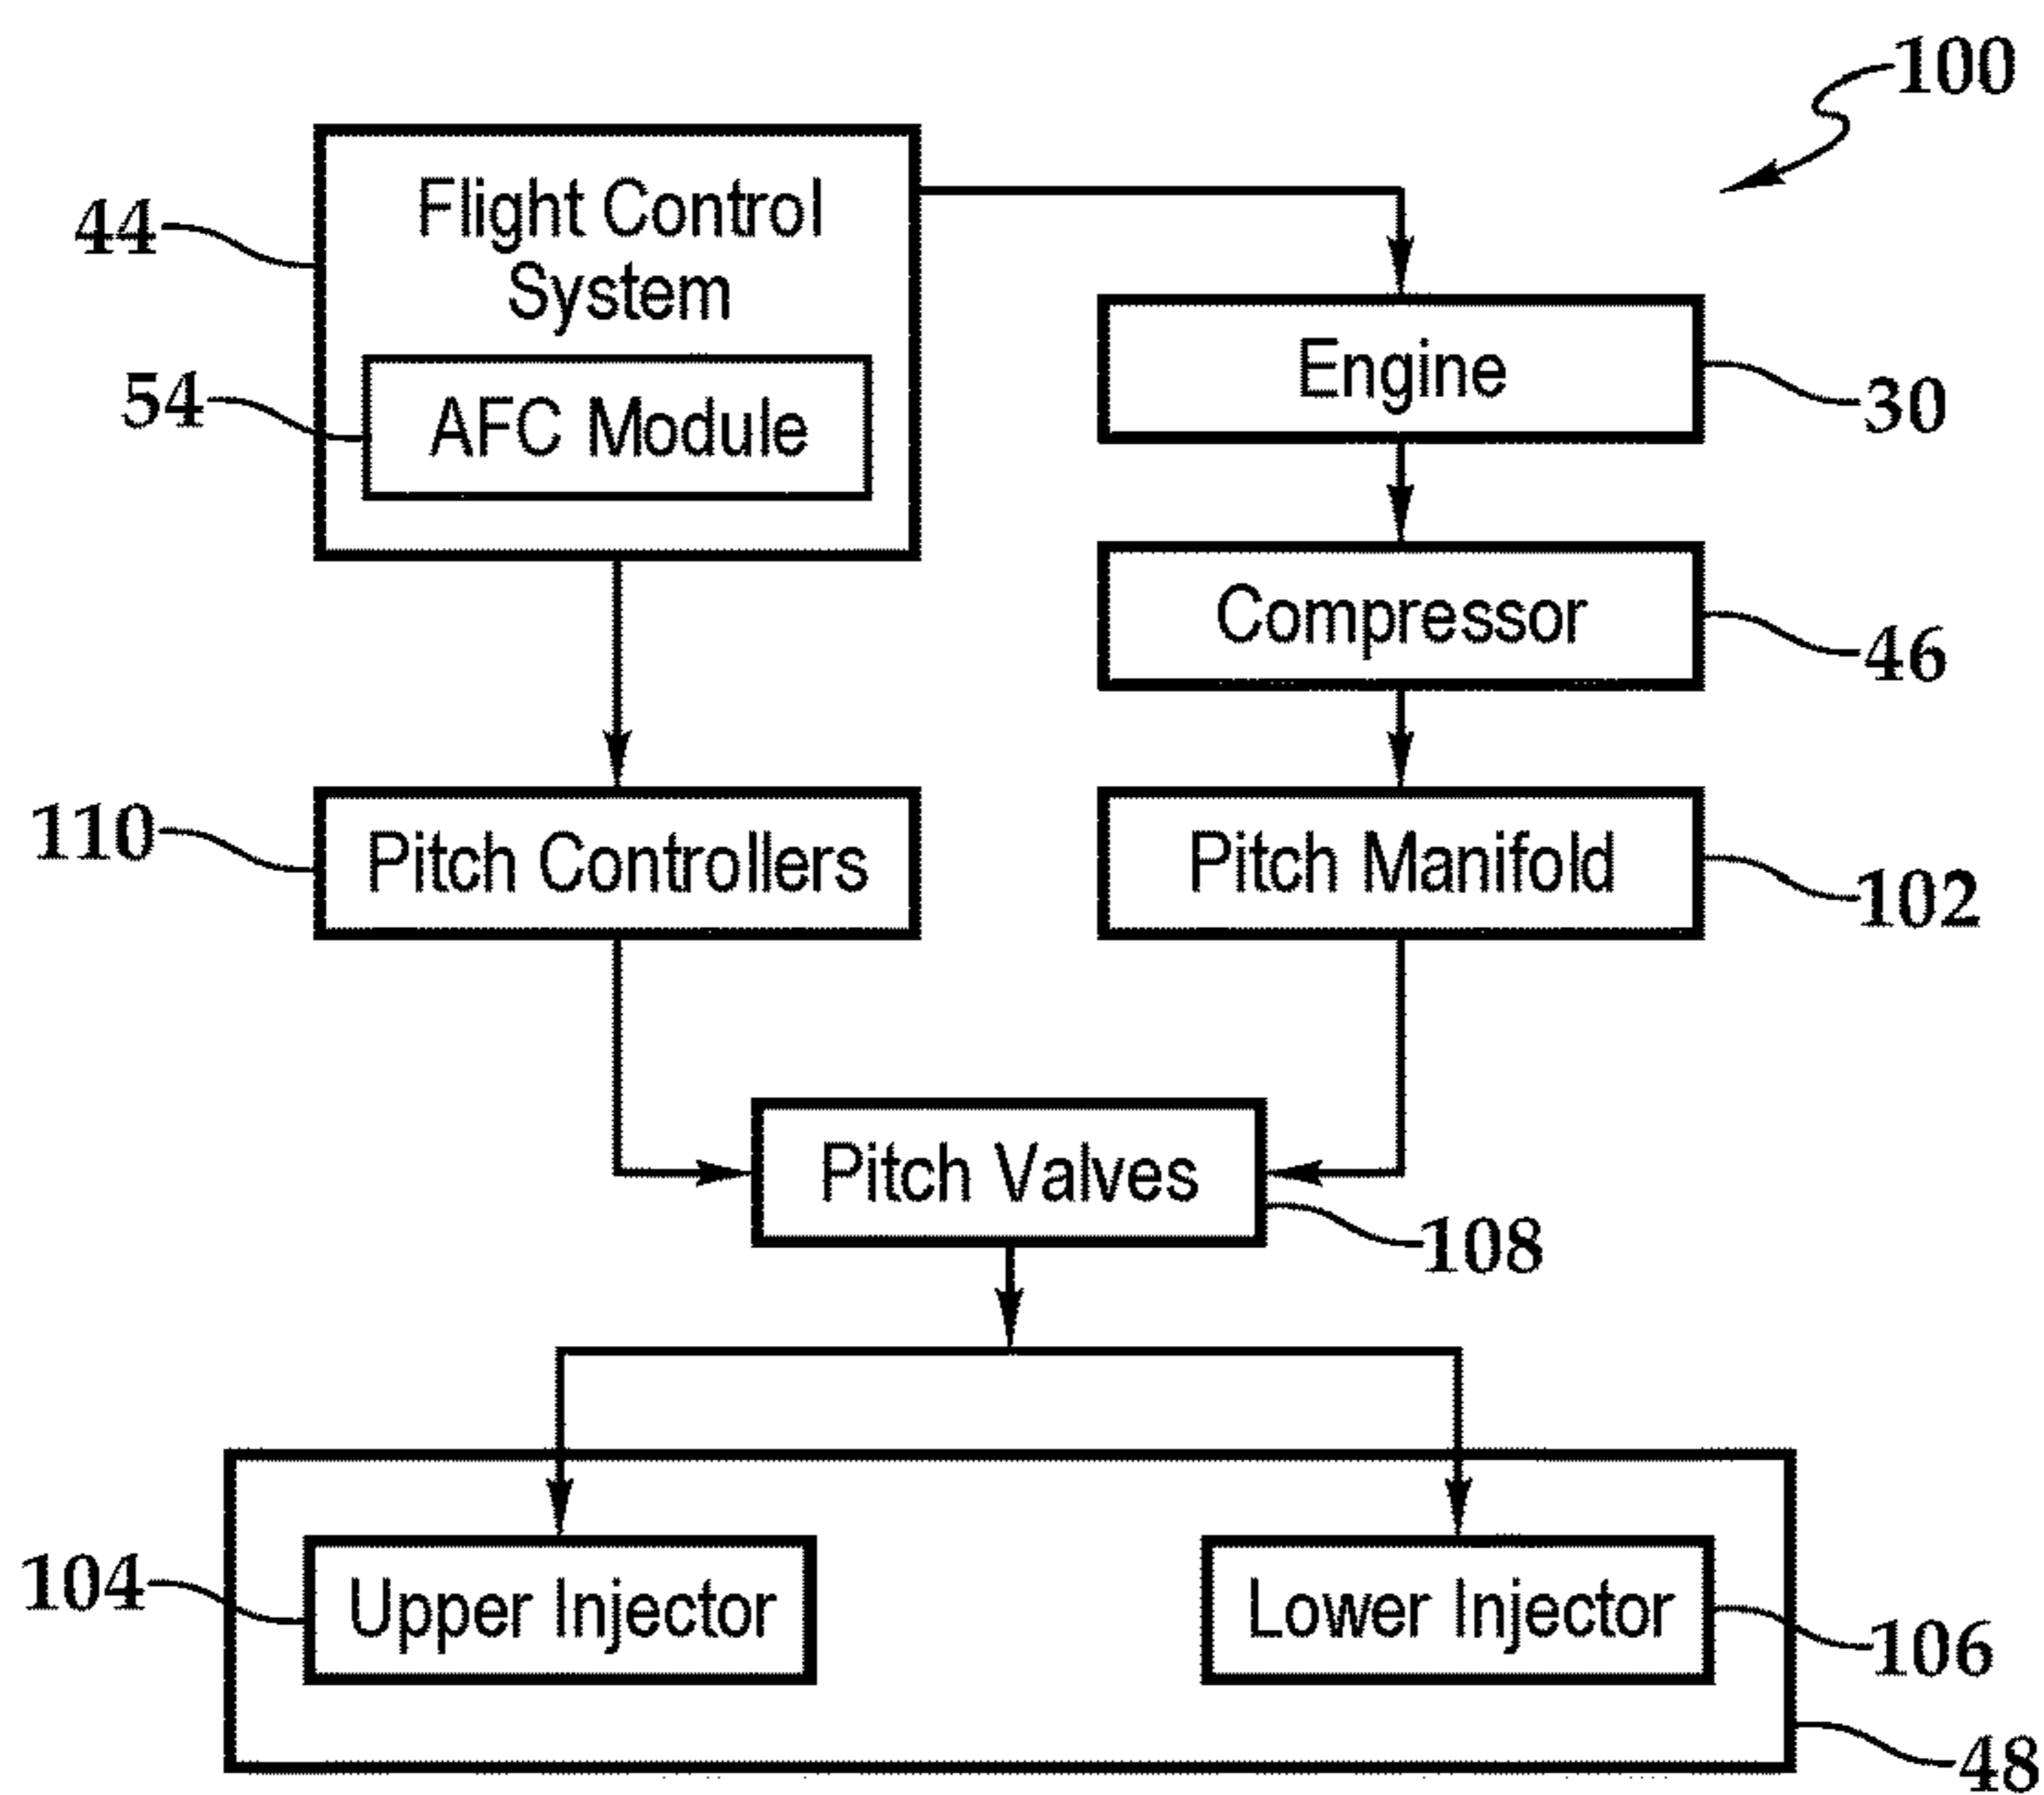 100
44
Flight Control
System
54
AFC Module
Engine
30
Compressor
46
110
Pitch Controllers
Pitch Manifold
102
Pitch Valves
108
104
Upper Injector
Lower Injector
106
48